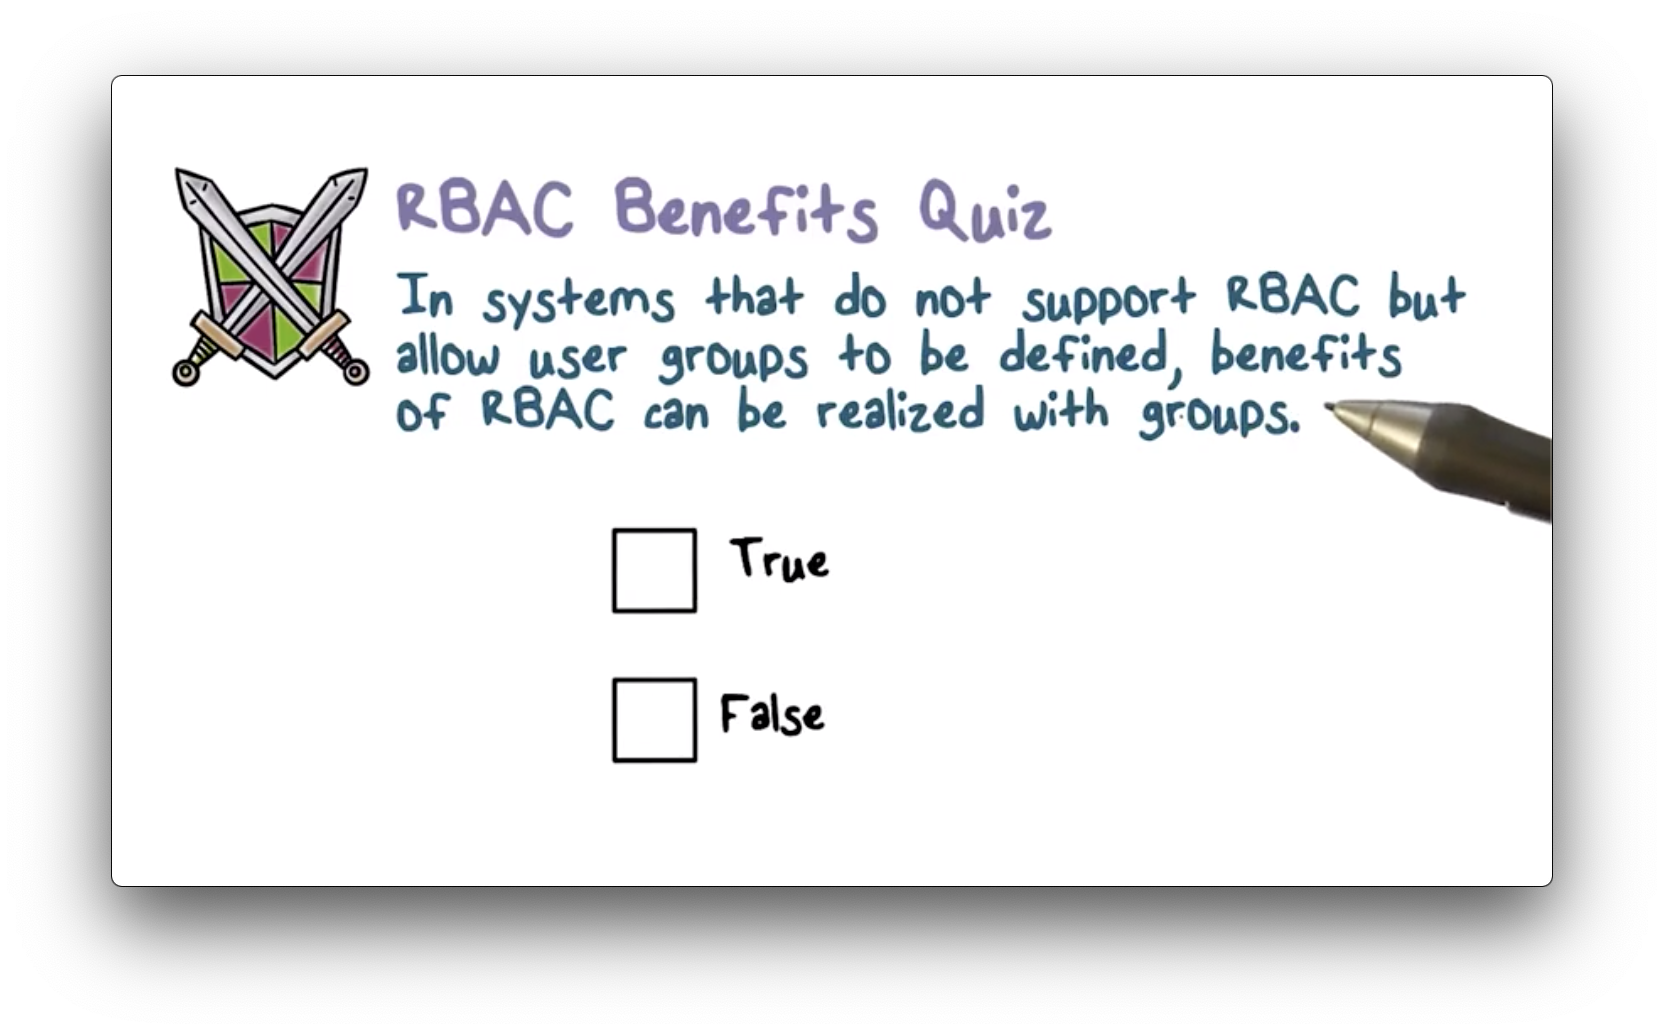 RBAC Benefits Quiz
In systems that do not support RBAC but
allow user groups to be defined, benefits
of RBAC can be realized with groups.
True
False